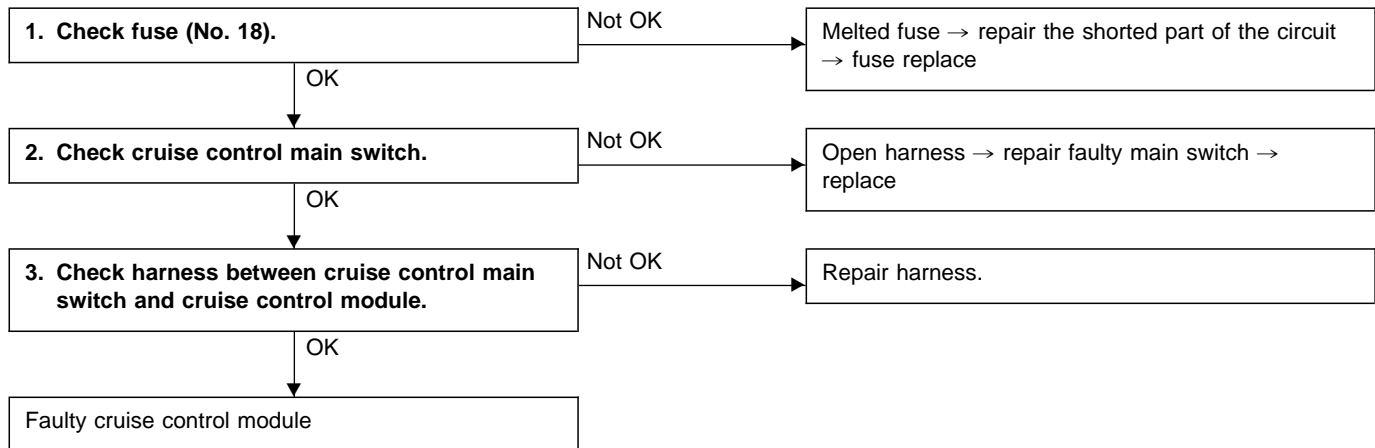 1. Check fuse (No. 18).
Not OK
Melted fuse → repair the shorted part of the circuit
→ fuse replace
OK
2. Check cruise control main switch.
Not OK
Open harness → repair faulty main switch →
replace
OK
3. Check harness between cruise control main
switch and cruise control module.
Not OK
Repair harness.
OK
Faulty cruise control module